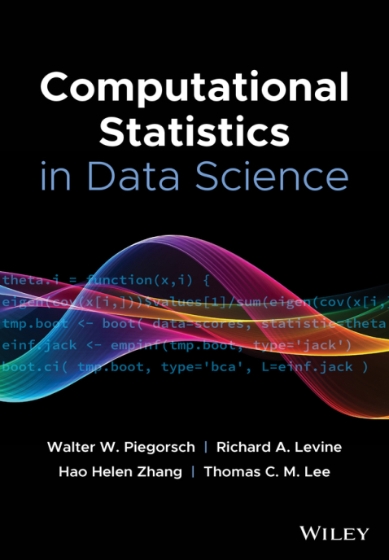 Computational
Statistics
in Data Science
theta.i = function(x,i) {
eigen(cov(x[i,]))$values[1]/sum(eigen(cov(x[i,
tmp.boot <- boot( data=scores, statistic=theta
einf.jack <- empinf(tmp.boot, type='jack')
boot.ci( tmp.boot, type='bca', L=einf.jack )
Walter W. Piegorsch | Richard A. Levine
Hao Helen Zhang | Thomas C. M. Lee
WILEY